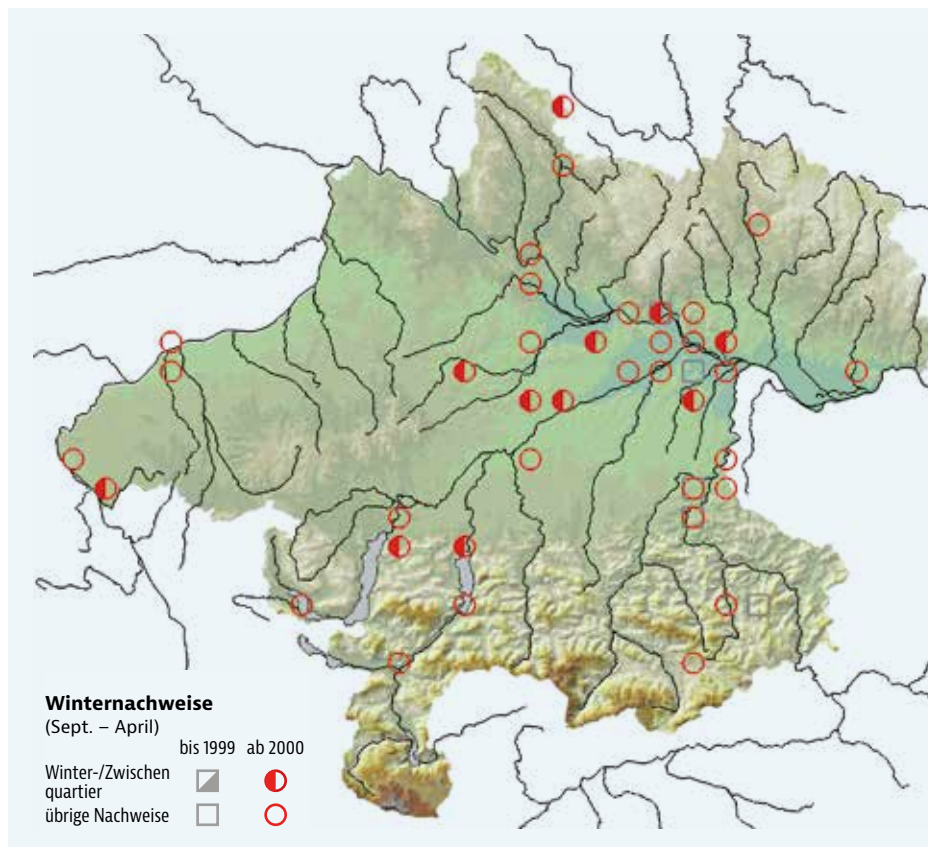 Winternachweise
(Sept. – April)
bis 1999 ab 2000
Winter-/Zwischen
quartier
übrige Nachweise